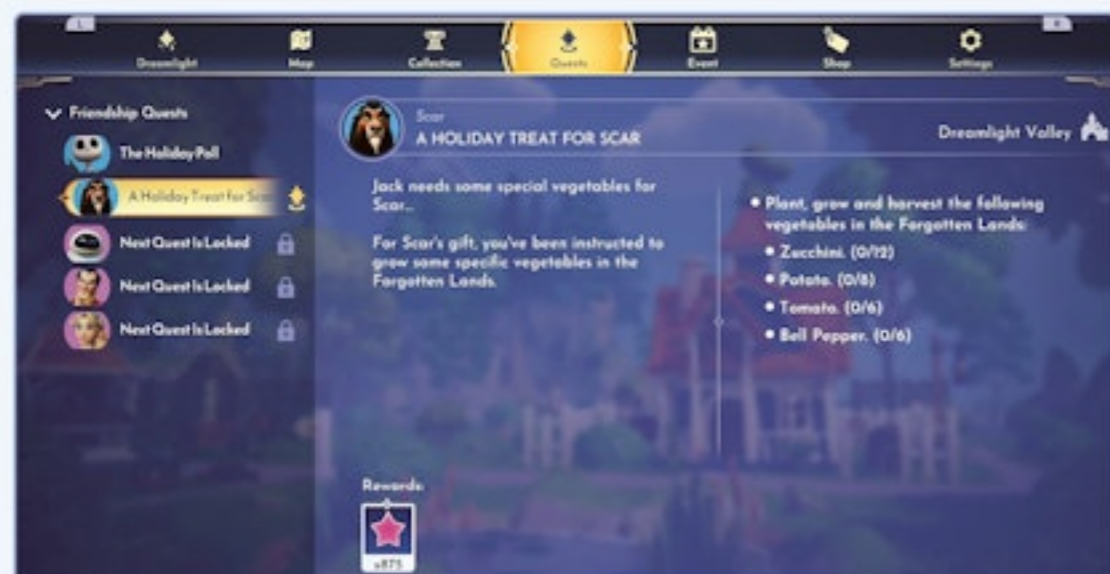 L
R
Dreamlight
Map
Collection
Quests
Event
Shop
Settings
Friendship Quests
The Holiday Poll
A Holiday Treat for Sc
Next Quest Is Locked
Next Quest Is Locked
Next Quest Is Locked
Scar
A HOLIDAY TREAT FOR SCAR
Dreamlight Valley
Jack needs some special vegetables for
Scar...
For Scar's gift, you've been instructed to
grow some specific vegetables in the
Forgotten Lands.
Plant, grow and harvest the following
vegetables in the Forgotten Lands:
Zucchini. (0/12)
Potato. (0/8)
Tomato. (0/6)
Bell Pepper. (0/6)
Rewards:
x875